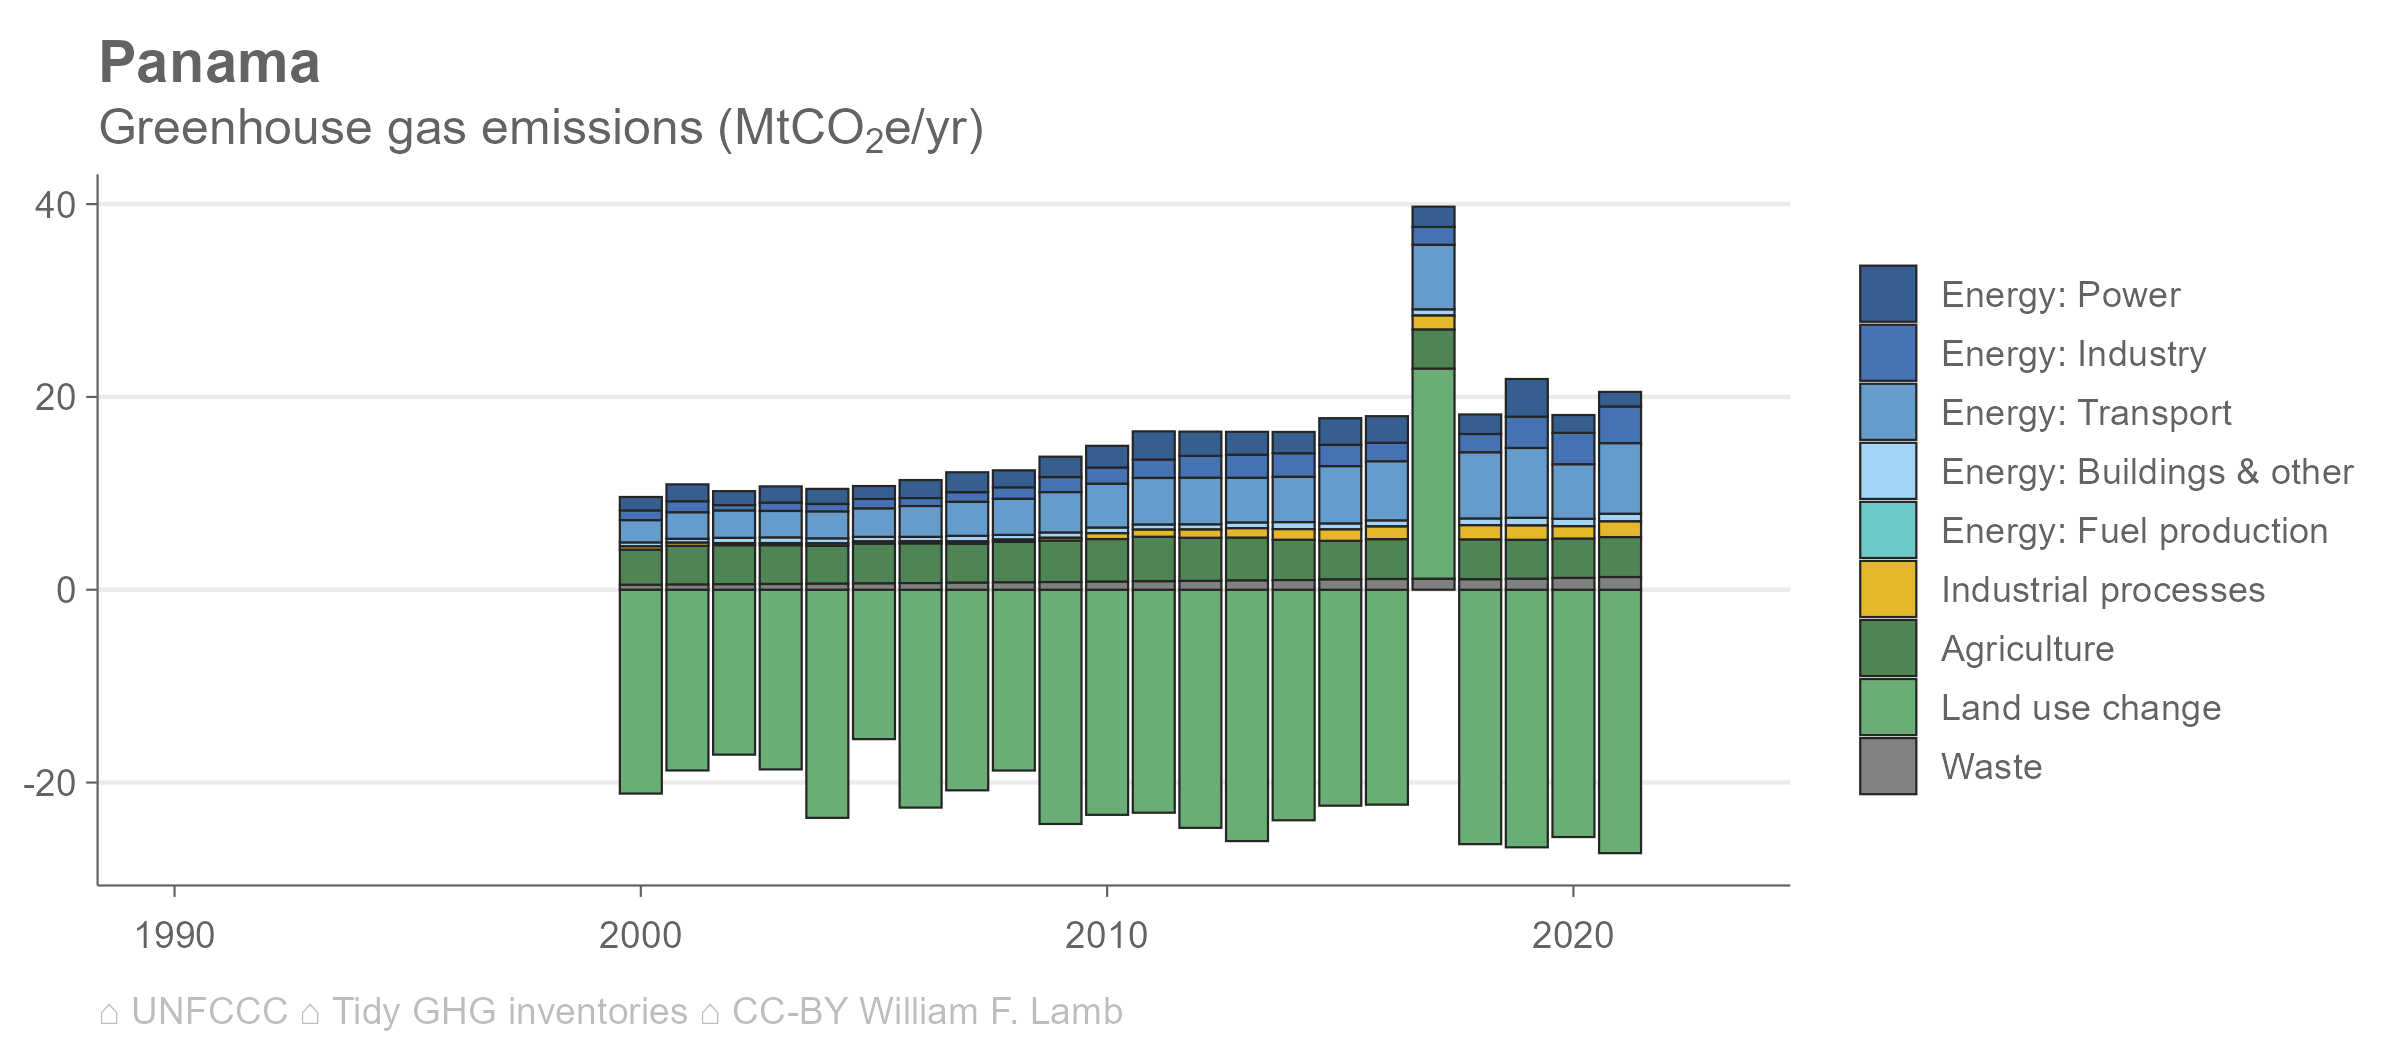 Panama
Greenhouse gas emissions (MtCO₂e/yr)
40
20
0
-20
1990
2000
2010
2020
Energy: Power
Energy: Industry
Energy: Transport
Energy: Buildings & other
Energy: Fuel production
Industrial processes
Agriculture
Land use change
Waste
⌂ UNFCCC ⌂ Tidy GHG inventories ⌂ CC-BY William F. Lamb